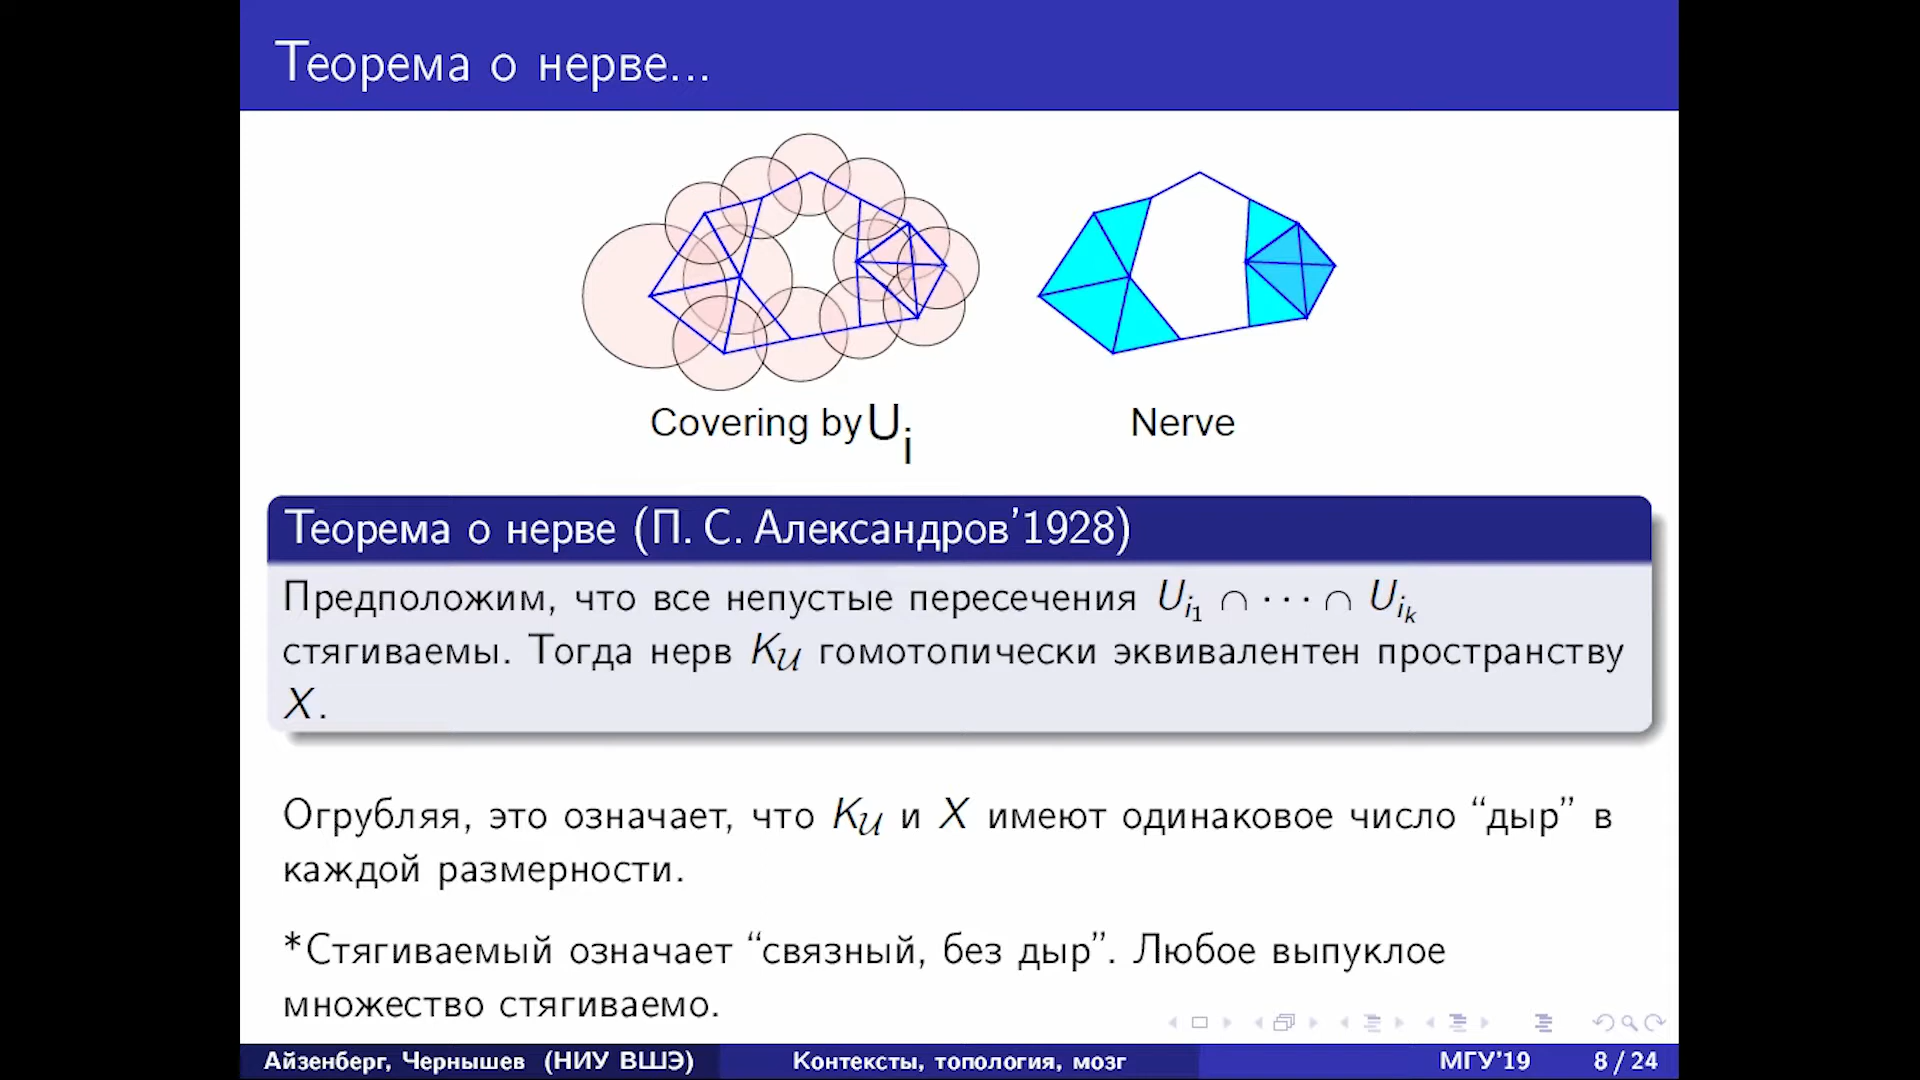 Теорема о нерве...
Covering by U_i
Nerve
Теорема о нерве (П. С. Александров'1928)
Предположим, что все непустые пересечения U_{i_1} ∩ ··· ∩ U_{i_k}
стягиваемы. Тогда нерв K_𝒰 гомотопически эквивалентен пространству
X.
Огрубляя, это означает, что K_𝒰 и X имеют одинаковое число “дыр” в
каждой размерности.
*Стягиваемый означает “связный, без дыр”. Любое выпуклое
множество стягиваемо.
Айзенберг, Чернышев (НИУ ВШЭ)
Контексты, топология, мозг
МГУ'19
8 / 24